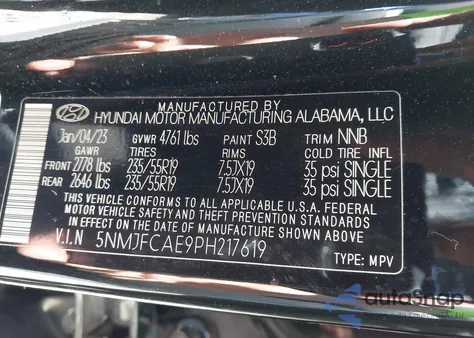 MANUFACTURED BY
HYUNDAI MOTOR MANUFACTURING ALABAMA, LLC
Jan/04/23 GVWR 4761 lbs PAINT S3B TRIM NNB
GAWR TIRES RIMS COLD TIRE INFL
FRONT 2778 lbs 235/55R19 7.5JX19 35 psi SINGLE
REAR 2646 lbs 235/55R19 7.5JX19 35 psi SINGLE
THIS VEHICLE CONFORMS TO ALL APPLICABLE U.S.A FEDERAL
MOTOR VEHICLE SAFETY AND THEFT PREVENTION STANDARDS
IN EFFECT ON THE DATE OF MANUFACTURE SHOWN ABOVE.
V.I.N 5NMJFCAE9PH217619
TYPE: MPV
autoSnap